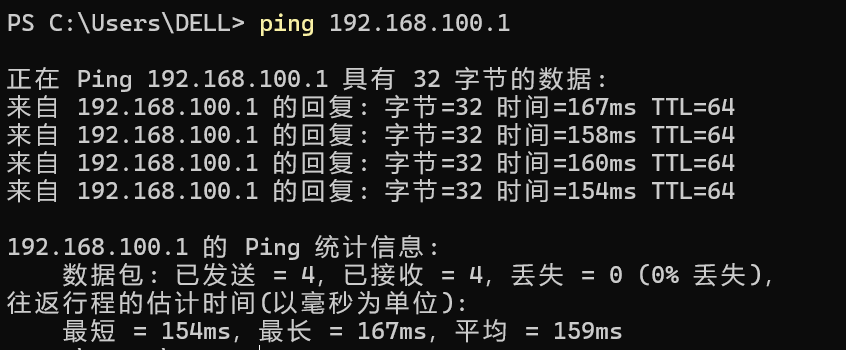 PS C:\Users\DELL> ping 192.168.100.1
正在 Ping 192.168.100.1 具有 32 字节的数据:
来自 192.168.100.1 的回复: 字节=32 时间=167ms TTL=64
来自 192.168.100.1 的回复: 字节=32 时间=158ms TTL=64
来自 192.168.100.1 的回复: 字节=32 时间=160ms TTL=64
来自 192.168.100.1 的回复: 字节=32 时间=154ms TTL=64
192.168.100.1 的 Ping 统计信息:
数据包: 已发送 = 4, 已接收 = 4, 丢失 = 0 (0% 丢失),
往返行程的估计时间(以毫秒为单位):
最短 = 154ms, 最长 = 167ms, 平均 = 159ms